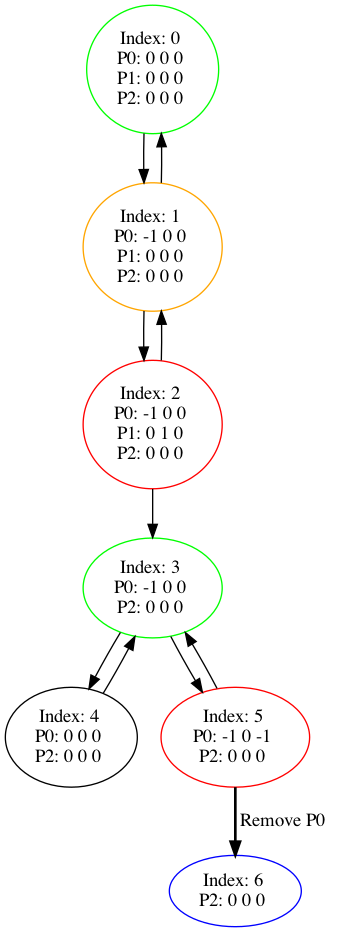 Index: 0
P0: 0 0 0
P1: 0 0 0
P2: 0 0 0
Index: 1
P0: -1 0 0
P1: 0 0 0
P2: 0 0 0
Index: 2
P0: -1 0 0
P1: 0 1 0
P2: 0 0 0
Index: 3
P0: -1 0 0
P2: 0 0 0
Index: 4
P0: 0 0 0
P2: 0 0 0
Index: 5
P0: -1 0 -1
P2: 0 0 0
Remove P0
Index: 6
P2: 0 0 0